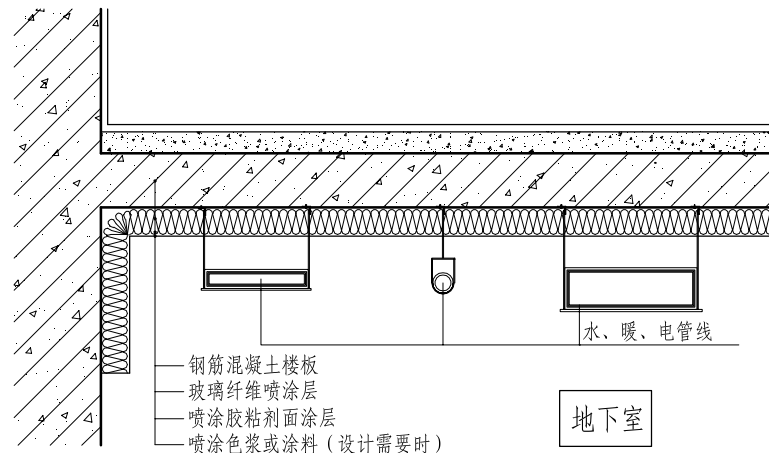 水、暖、电管线
钢筋混凝土楼板
玻璃纤维喷涂层
喷涂胶粘剂面涂层
喷涂色浆或涂料（设计需要时）
地下室